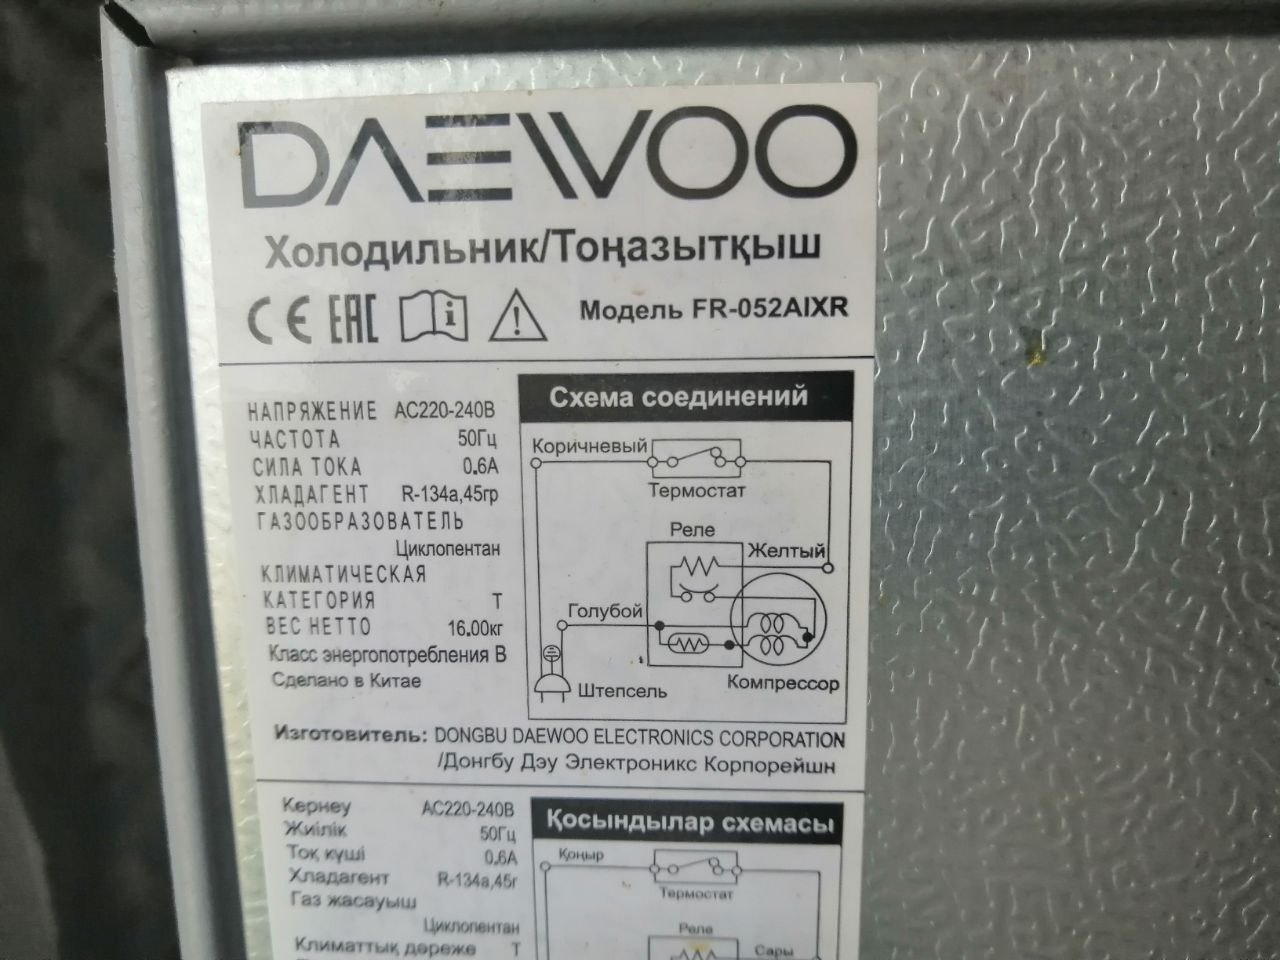 DAEWOO
Холодильник/Тоңазытқыш
CE EAC i ! Модель FR-052AIXR
НАПРЯЖЕНИЕ AC220-240В
ЧАСТОТА 50Гц
СИЛА ТОКА 0.6А
ХЛАДАГЕНТ R-134a,45гр
ГАЗООБРАЗОВАТЕЛЬ
Циклопентан
КЛИМАТИЧЕСКАЯ
КАТЕГОРИЯ Т
ВЕС НЕТТО 16.00кг
Класс энергопотребления В
Сделано в Китае
Схема соединений
Коричневый
Термостат
Реле
Желтый
Голубой
Штепсель
Компрессор
Изготовитель: DONGBU DAEWOO ELECTRONICS CORPORATION
/Донгбу Дэу Электроникс Корпорейшн
Кернеу AC220-240В
Жиілік 50Гц
Тоқ күші 0,6А
Хладагент R-134a,45г
Газ жасауыш
Циклопентан
Климаттық дәреже Т
Қосындылар схемасы
Қоңыр
Термостат
Реле
Сары